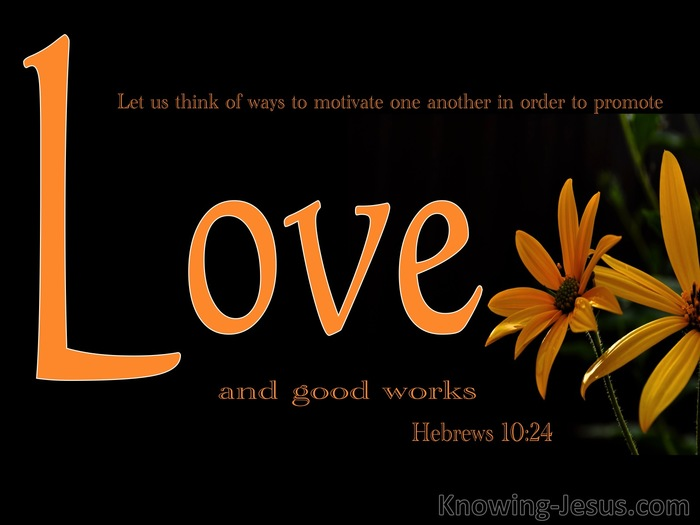 Let us think of ways to motivate one another in order to promote
Love
and good works
Hebrews 10:24
Knowing-Jesus.com